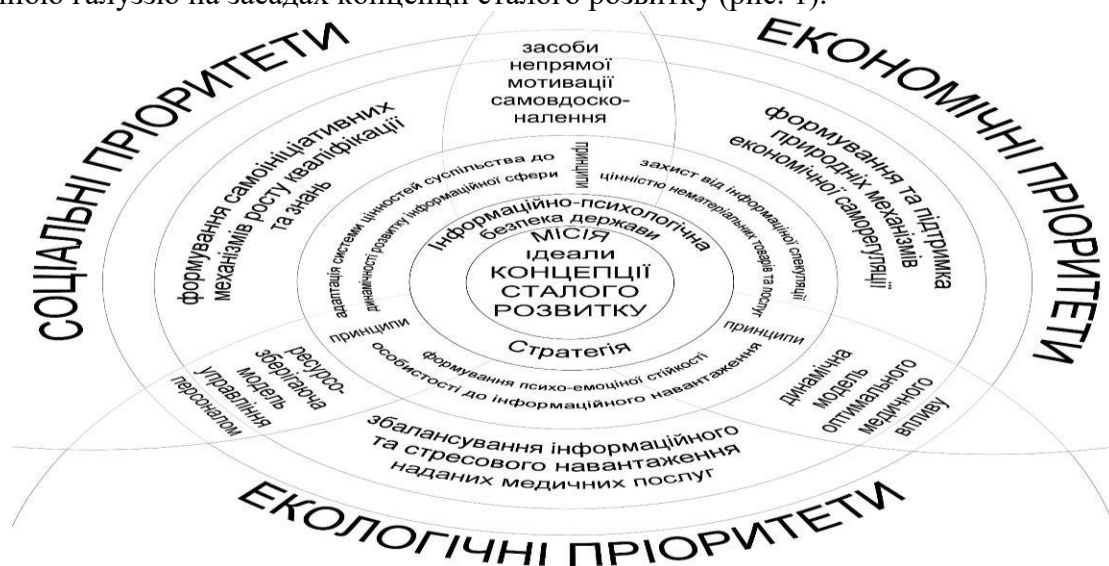 ною галуззю на засадах концепції сталого розвитку (рис. 1).
СОЦІАЛЬНІ ПРІОРИТЕТИ
ЕКОНОМІЧНІ ПРІОРИТЕТИ
засоби
непрямої
мотивації
самовдоско-
налення
формування самоініціативних
механізмів росту кваліфікації
та знань
формування та підтримка
природніх механізмів
економічної саморегуляції
адаптація системи цінностей суспільства до
динамічності розвитку інформаційної сфери
принципи
захист від інформаціної спекуляції
цінністю нематеріальних товарів та послуг
Інформаційно-психологічна
безпека держави
МІСІЯ
ідеали
КОНЦЕПЦІЇ
СТАЛОГО
РОЗВИТКУ
Стратегія
принципи
принципи
формування психо-емоціної стійкості
особистості до інформаційного навантаження
ресурсо-
зберігаюча
модель
управління
персоналом
динамічна
модель
оптимального
медичного
впливу
збалансування інформаційного
та стресового навантаження
наданих медичних послуг
ЕКОЛОГІЧНІ ПРІОРИТЕТИ